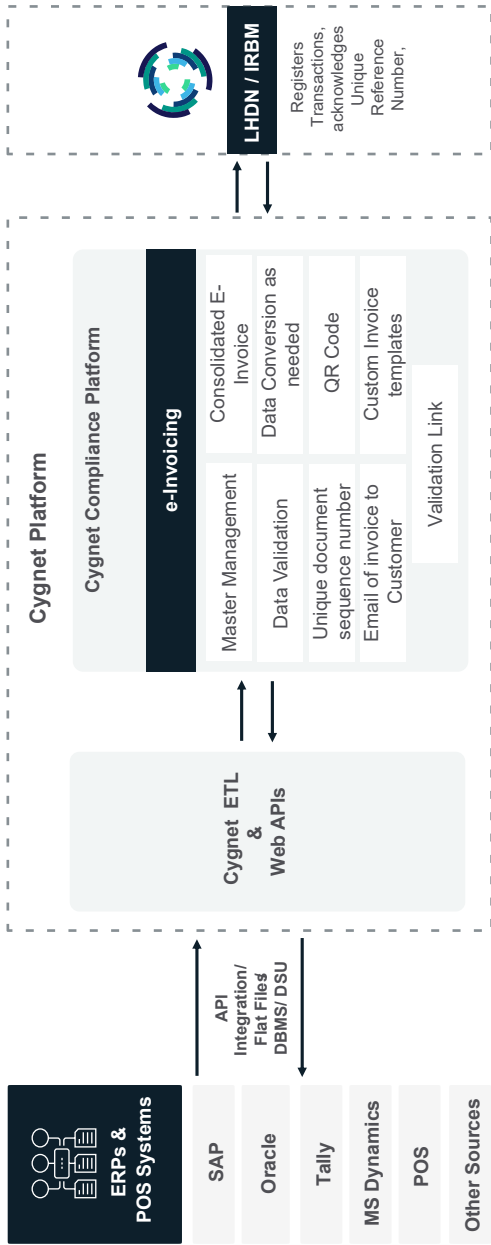 ERPs &
POS Systems
SAP
Oracle
Tally
MS Dynamics
POS
Other Sources
API
Integration/
Flat Files/
DBMS/ DSU
Cygnet Platform
Cygnet ETL
&
Web APIs
Cygnet Compliance Platform
e-Invoicing
Master Management
Consolidated E-
Invoice
Data Validation
Data Conversion as
needed
Unique document
sequence number
QR Code
Email of invoice to
Customer
Custom Invoice
templates
Validation Link
LHDN / IRBM
Registers
Transactions,
acknowledges
Unique
Reference
Number,